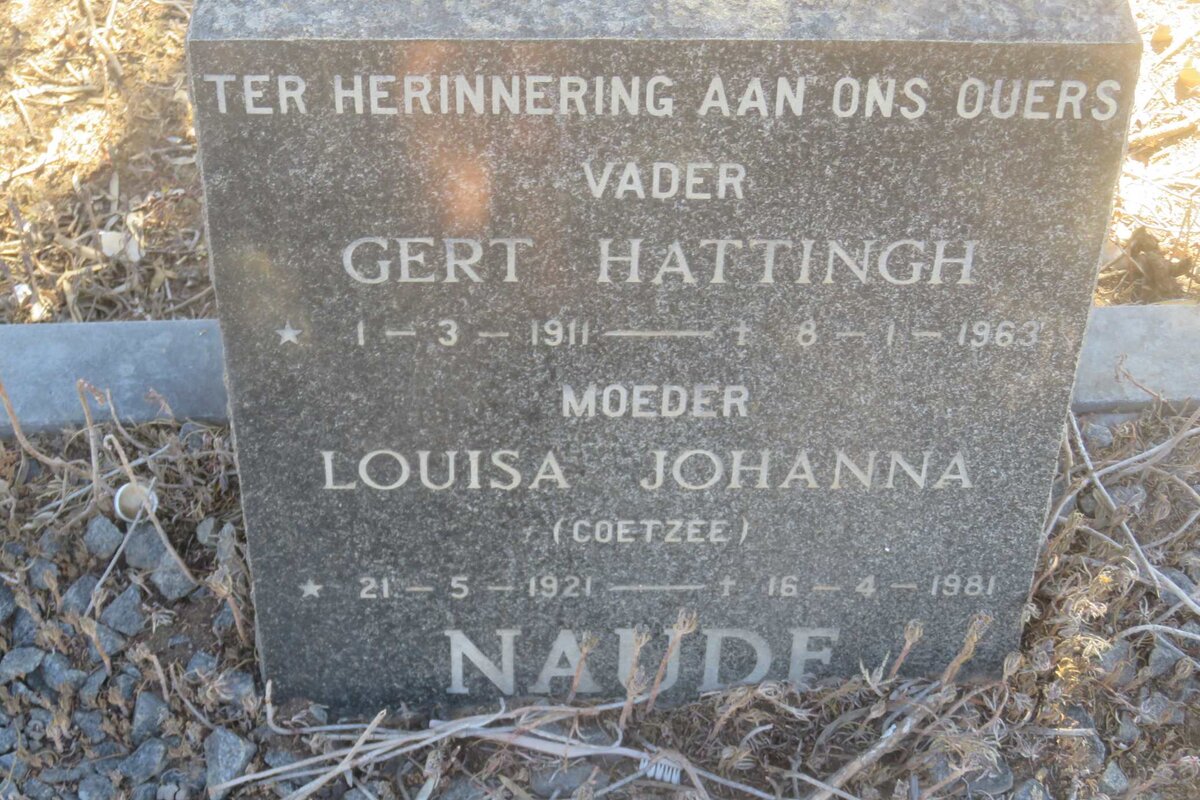 TER HERINNERING AAN ONS OUERS
VADER
GERT HATTINGH
★ 1 – 3 – 1911 — † 8 – 1 – 1963
MOEDER
LOUISA JOHANNA
(COETZEE)
★ 21 – 5 – 1921 — † 16 – 4 – 1981
NAUDE